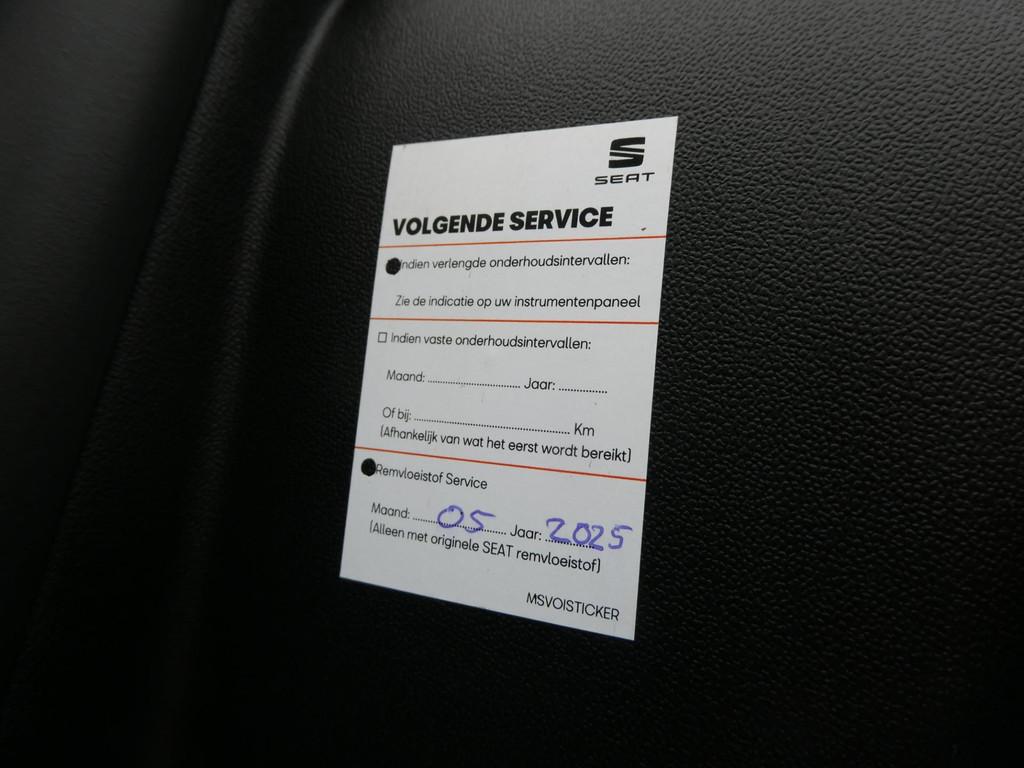 SEAT
VOLGENDE SERVICE
Indien verlengde onderhoudsintervallen:
Zie de indicatie op uw instrumentenpaneel
Indien vaste onderhoudsintervallen:
Maand: .................... Jaar: ..........
Of bij: .................... Km
(Afhankelijk van wat het eerst wordt bereikt)
Remvloeistof Service
Maand: 05 Jaar: 2025
(Alleen met originele SEAT remvloeistof)
MSVOISTICKER